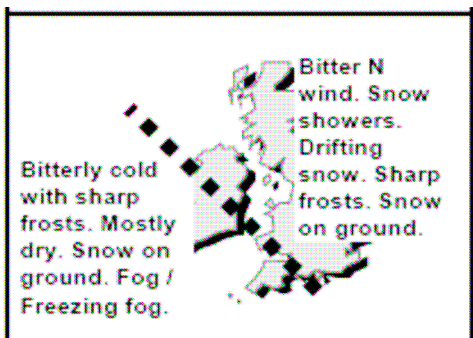 Bitter N
wind. Snow
showers.
Drifting
snow. Sharp
frosts. Snow
on ground.
Bitterly cold
with sharp
frosts. Mostly
dry. Snow on
ground. Fog /
Freezing fog.